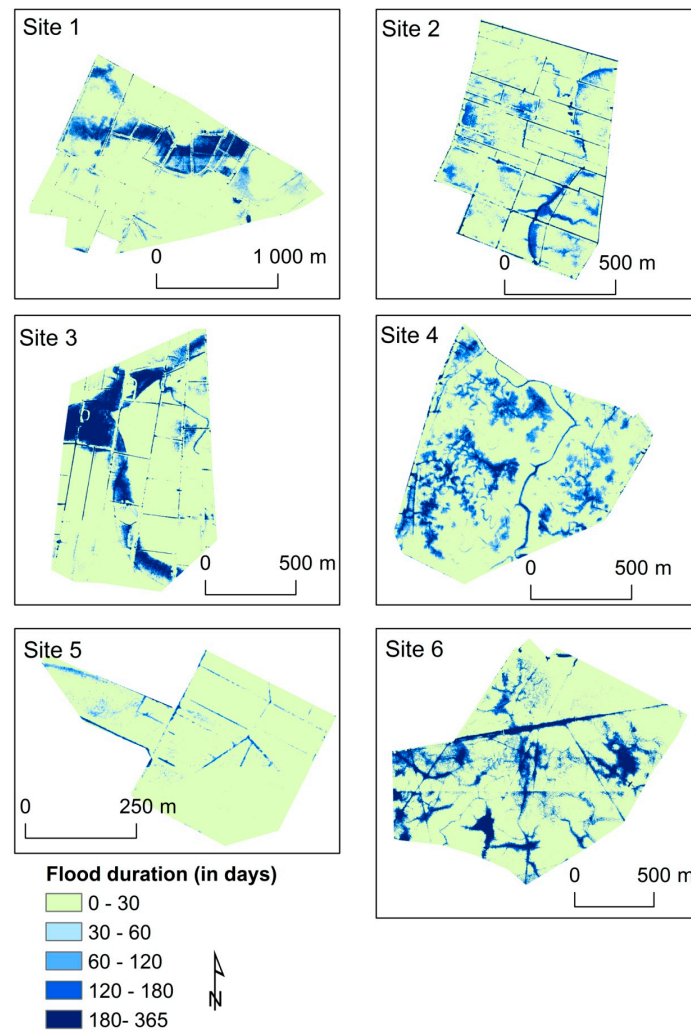 Site 1
0 1 000 m
Site 2
0 500 m
Site 3
0 500 m
Site 4
0 500 m
Site 5
0 250 m
Site 6
0 500 m
Flood duration (in days)
0 - 30
30 - 60
60 - 120
120 - 180
180- 365
N